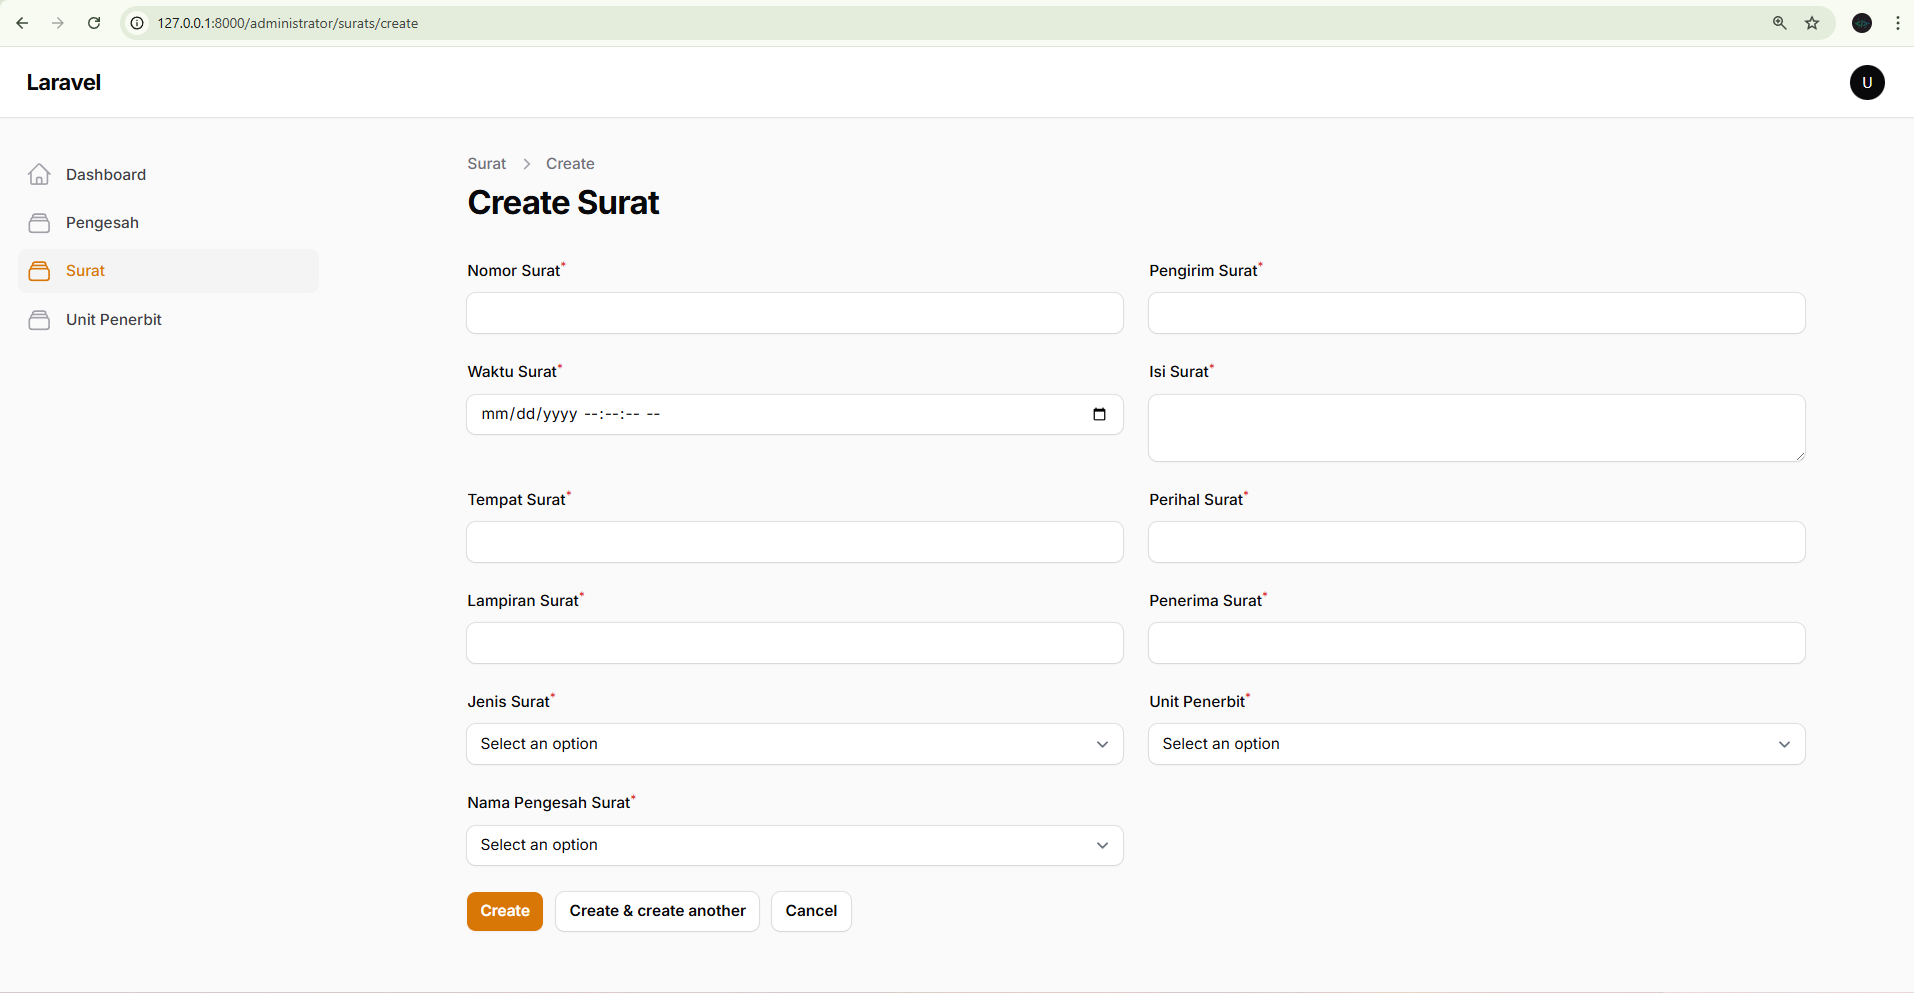 127.0.0.1:8000/administrator/surats/create
Laravel
U
Dashboard
Pengesah
Surat
Unit Penerbit
Surat > Create
Create Surat
Nomor Surat*
Pengirim Surat*
Waktu Surat*
mm/dd/yyyy --:--:-- --
Isi Surat*
Tempat Surat*
Perihal Surat*
Lampiran Surat*
Penerima Surat*
Jenis Surat*
Select an option
Unit Penerbit*
Select an option
Nama Pengesah Surat*
Select an option
Create
Create & create another
Cancel